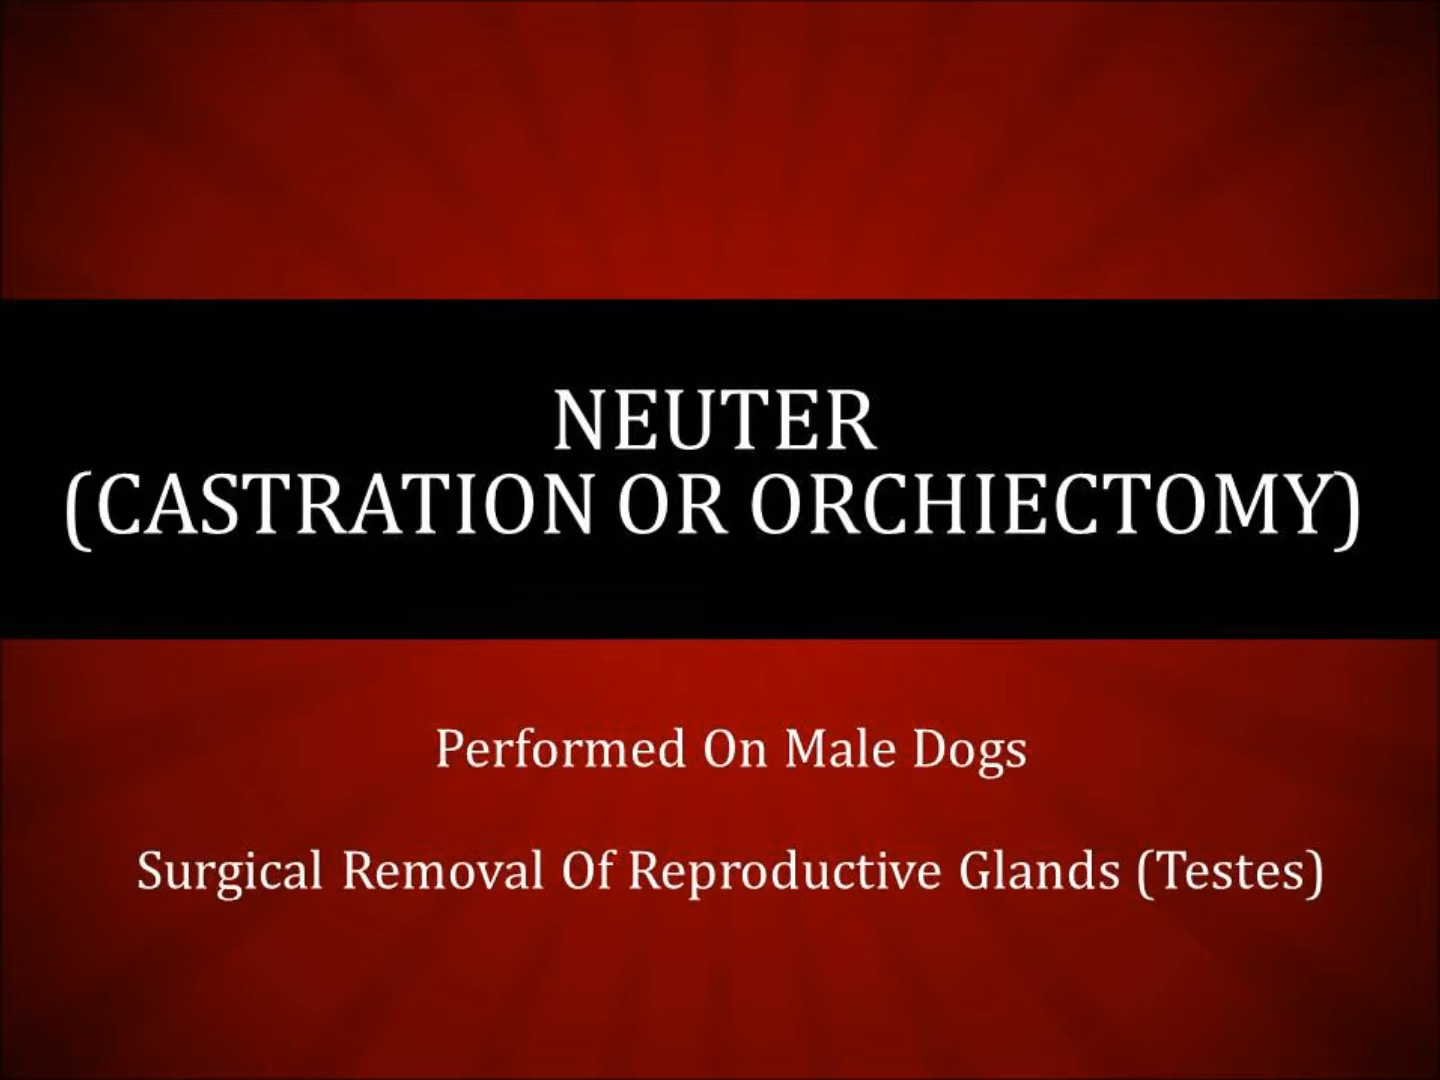 NEUTER
(CASTRATION OR ORCHIECTOMY)
Performed On Male Dogs
Surgical Removal Of Reproductive Glands (Testes)